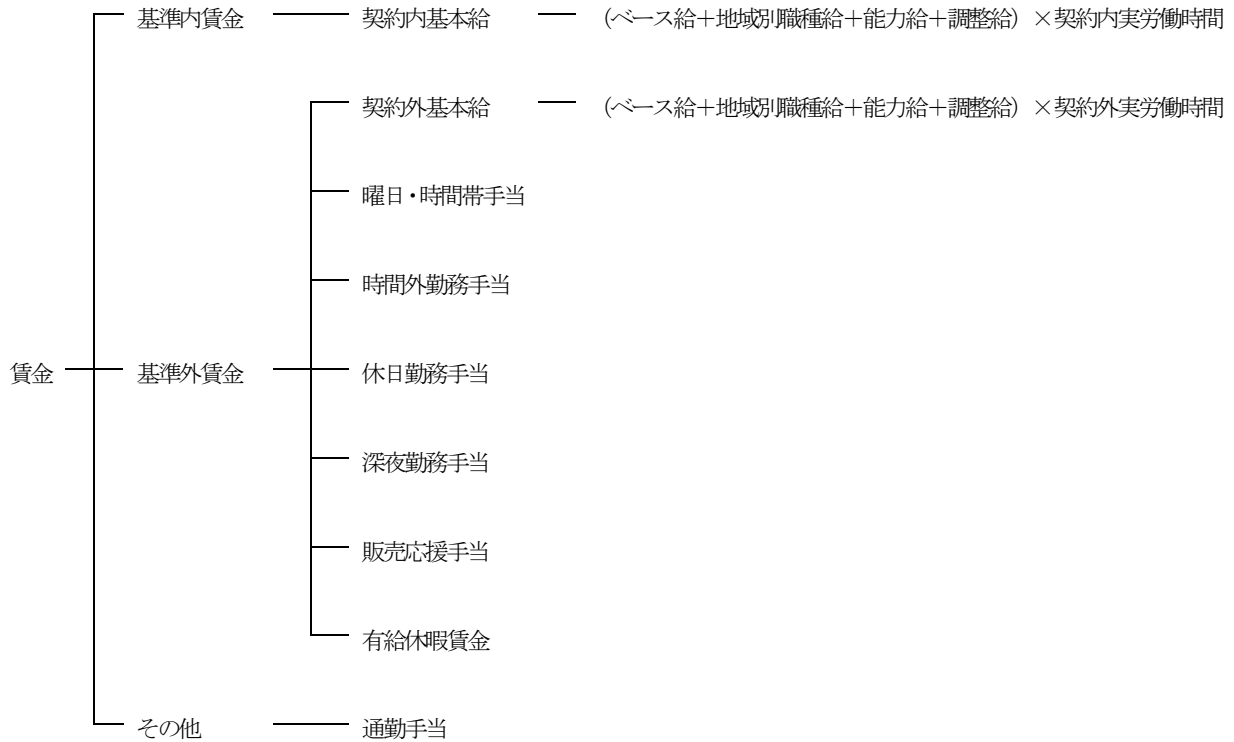 基準内賃金 契約内基本給 (ベース給＋地域別職種給＋能力給＋調整給) ×契約内実労働時間
契約外基本給 (ベース給＋地域別職種給＋能力給＋調整給) ×契約外実労働時間
曜日・時間帯手当
時間外勤務手当
賃金 基準外賃金 休日勤務手当
深夜勤務手当
販売応援手当
有給休暇賃金
その他 通勤手当